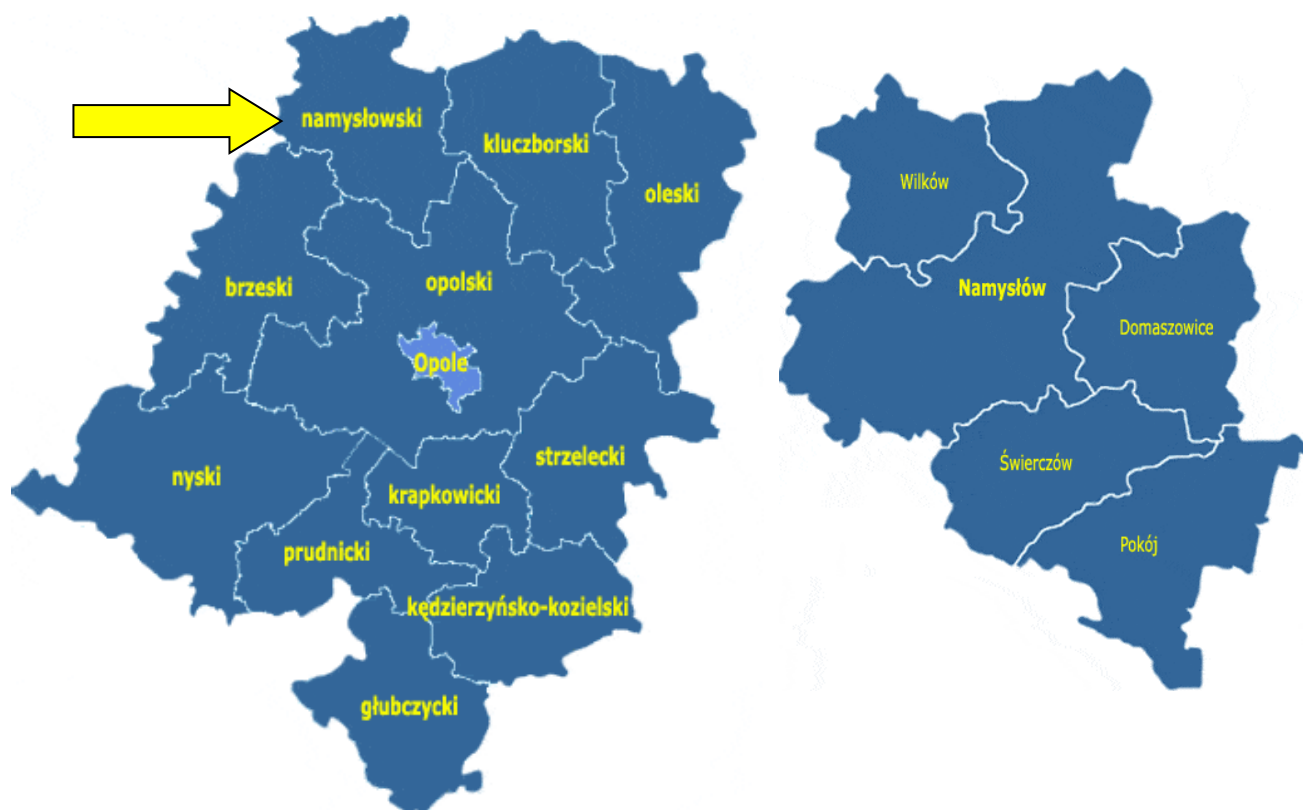 namysłowski
kluczborski
oleski
brzeski
opolski
Opole
nyski
strzelecki
krapkowicki
prudnicki
kędzierzyńsko-kozielski
głubczycki
Wilków
Namysłów
Domaszowice
Świerczów
Pokój